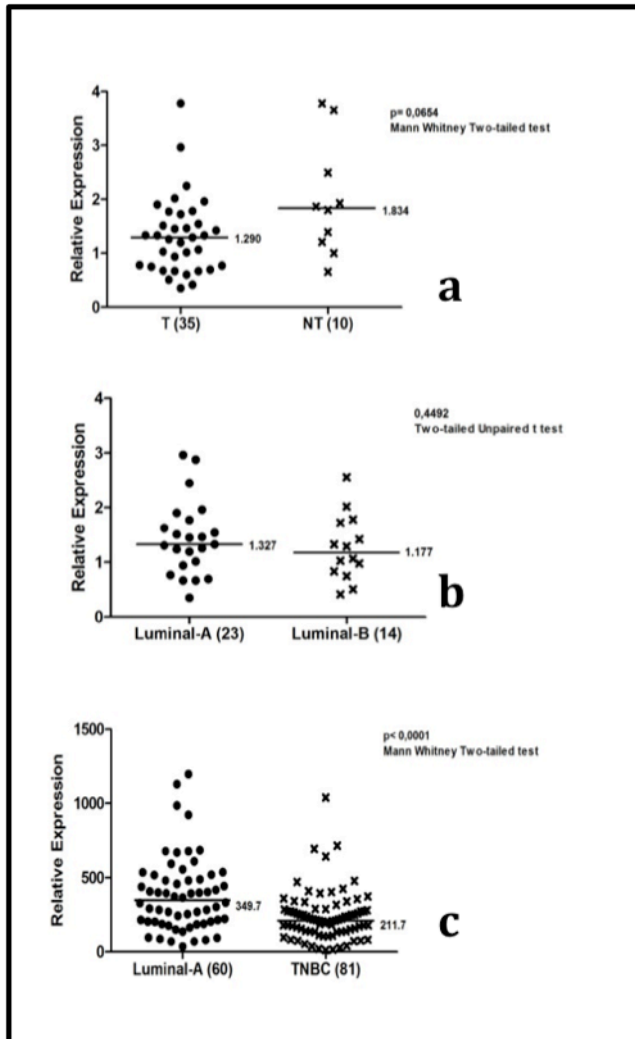 4
p= 0,0654
Mann Whitney Two-tailed test
3
Relative Expression
2
1.834
1.290
1
0
T (35) NT (10)
a
4
0,4492
Two-tailed Unpaired t test
3
Relative Expression
2
1.327
1.177
1
0
Luminal-A (23) Luminal-B (14)
b
1500
p< 0,0001
Mann Whitney Two-tailed test
Relative Expression
1000
500
349.7
211.7
0
Luminal-A (60) TNBC (81)
c